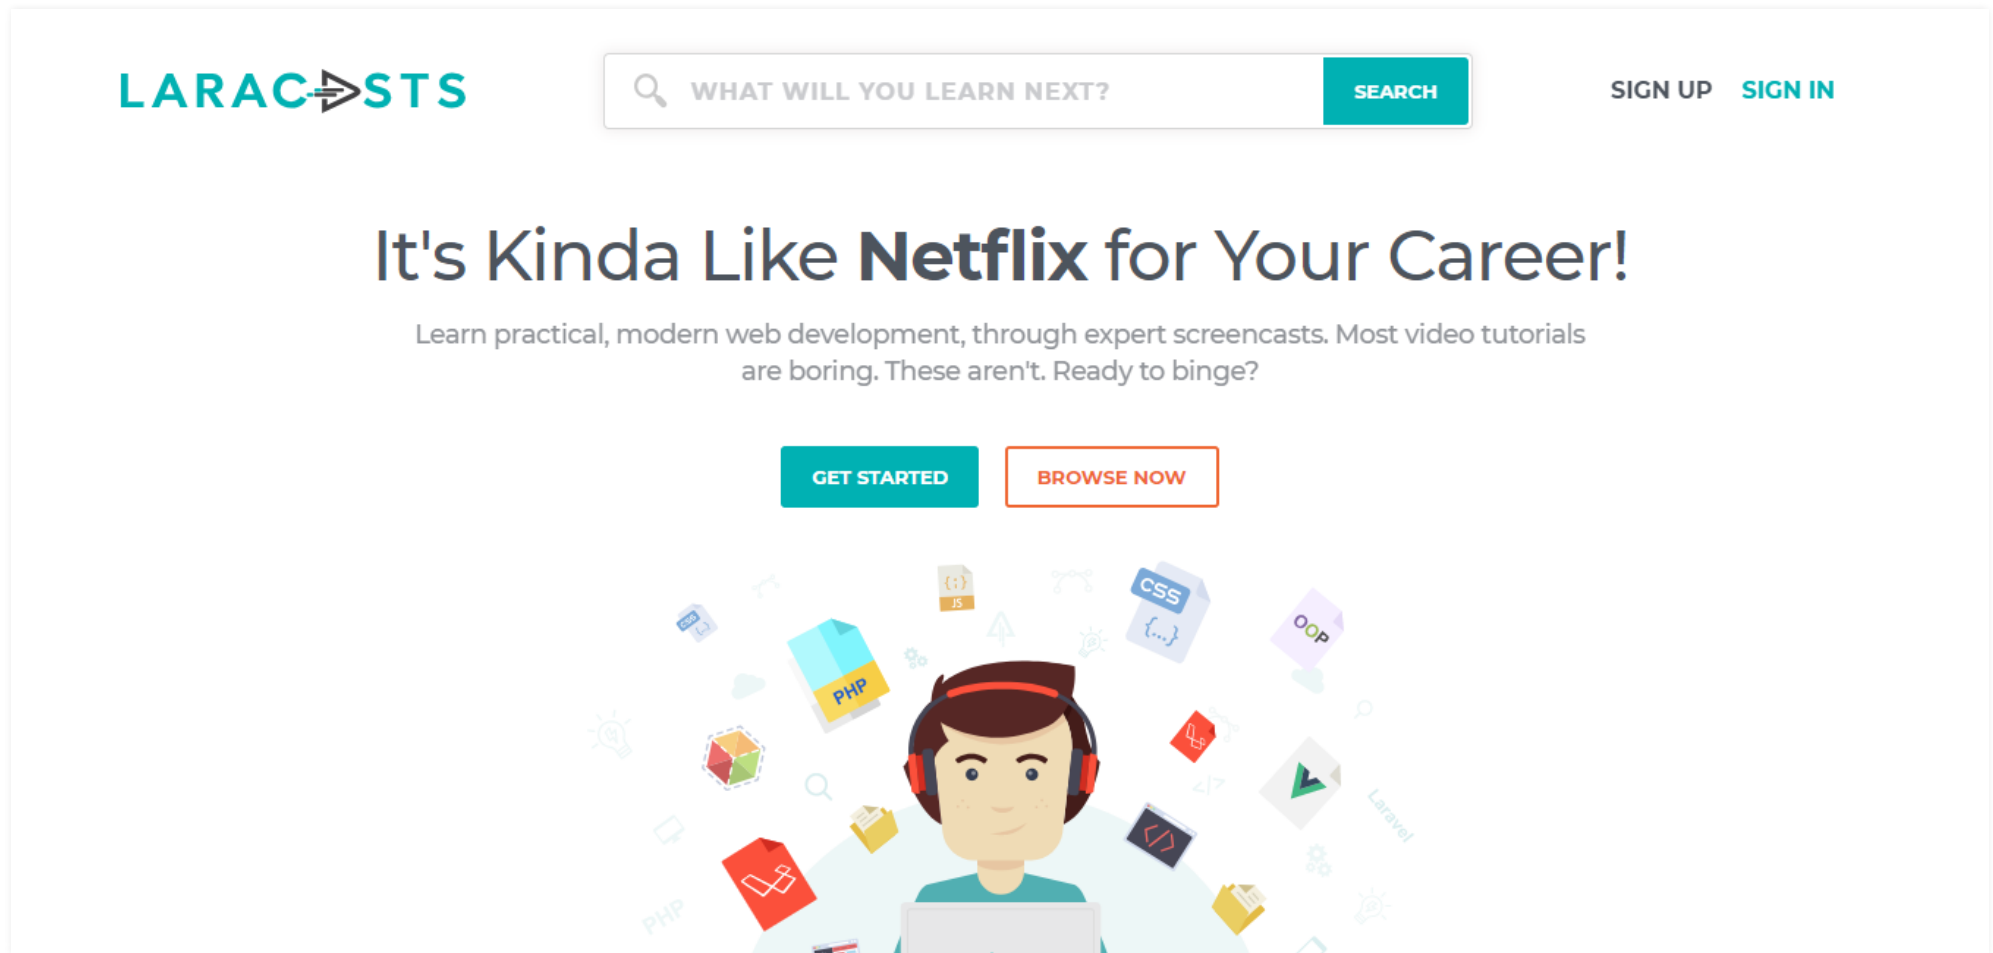 LARACASTS
WHAT WILL YOU LEARN NEXT?
SEARCH
SIGN UP SIGN IN
It's Kinda Like Netflix for Your Career!
Learn practical, modern web development, through expert screencasts. Most video tutorials
are boring. These aren't. Ready to binge?
GET STARTED
BROWSE NOW
{;}
JS
CSS
{...}
CSS
{...}
OOP
PHP
</>
</>
Laravel
PHP